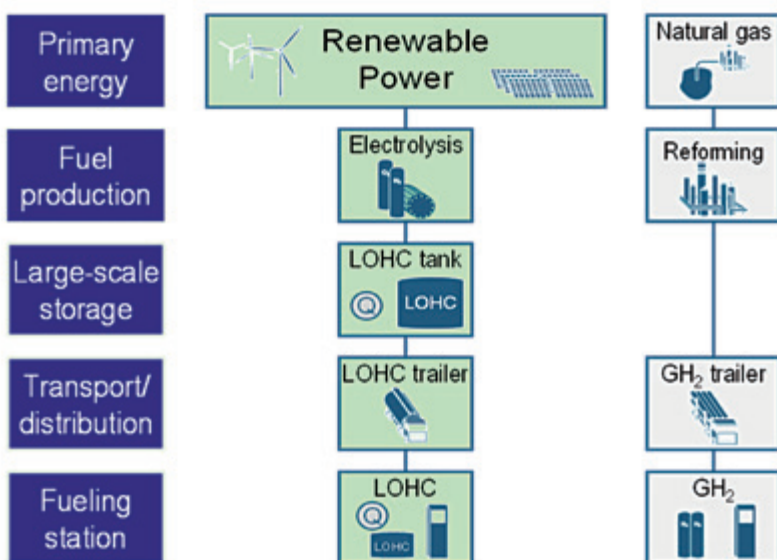 Primary
energy
Renewable
Power
Natural gas
Fuel
production
Electrolysis
Reforming
Large-scale
storage
LOHC tank
Q
LOHC
Transport/
distribution
LOHC trailer
GH₂ trailer
Fueling
station
LOHC
Q
LOHC
GH₂